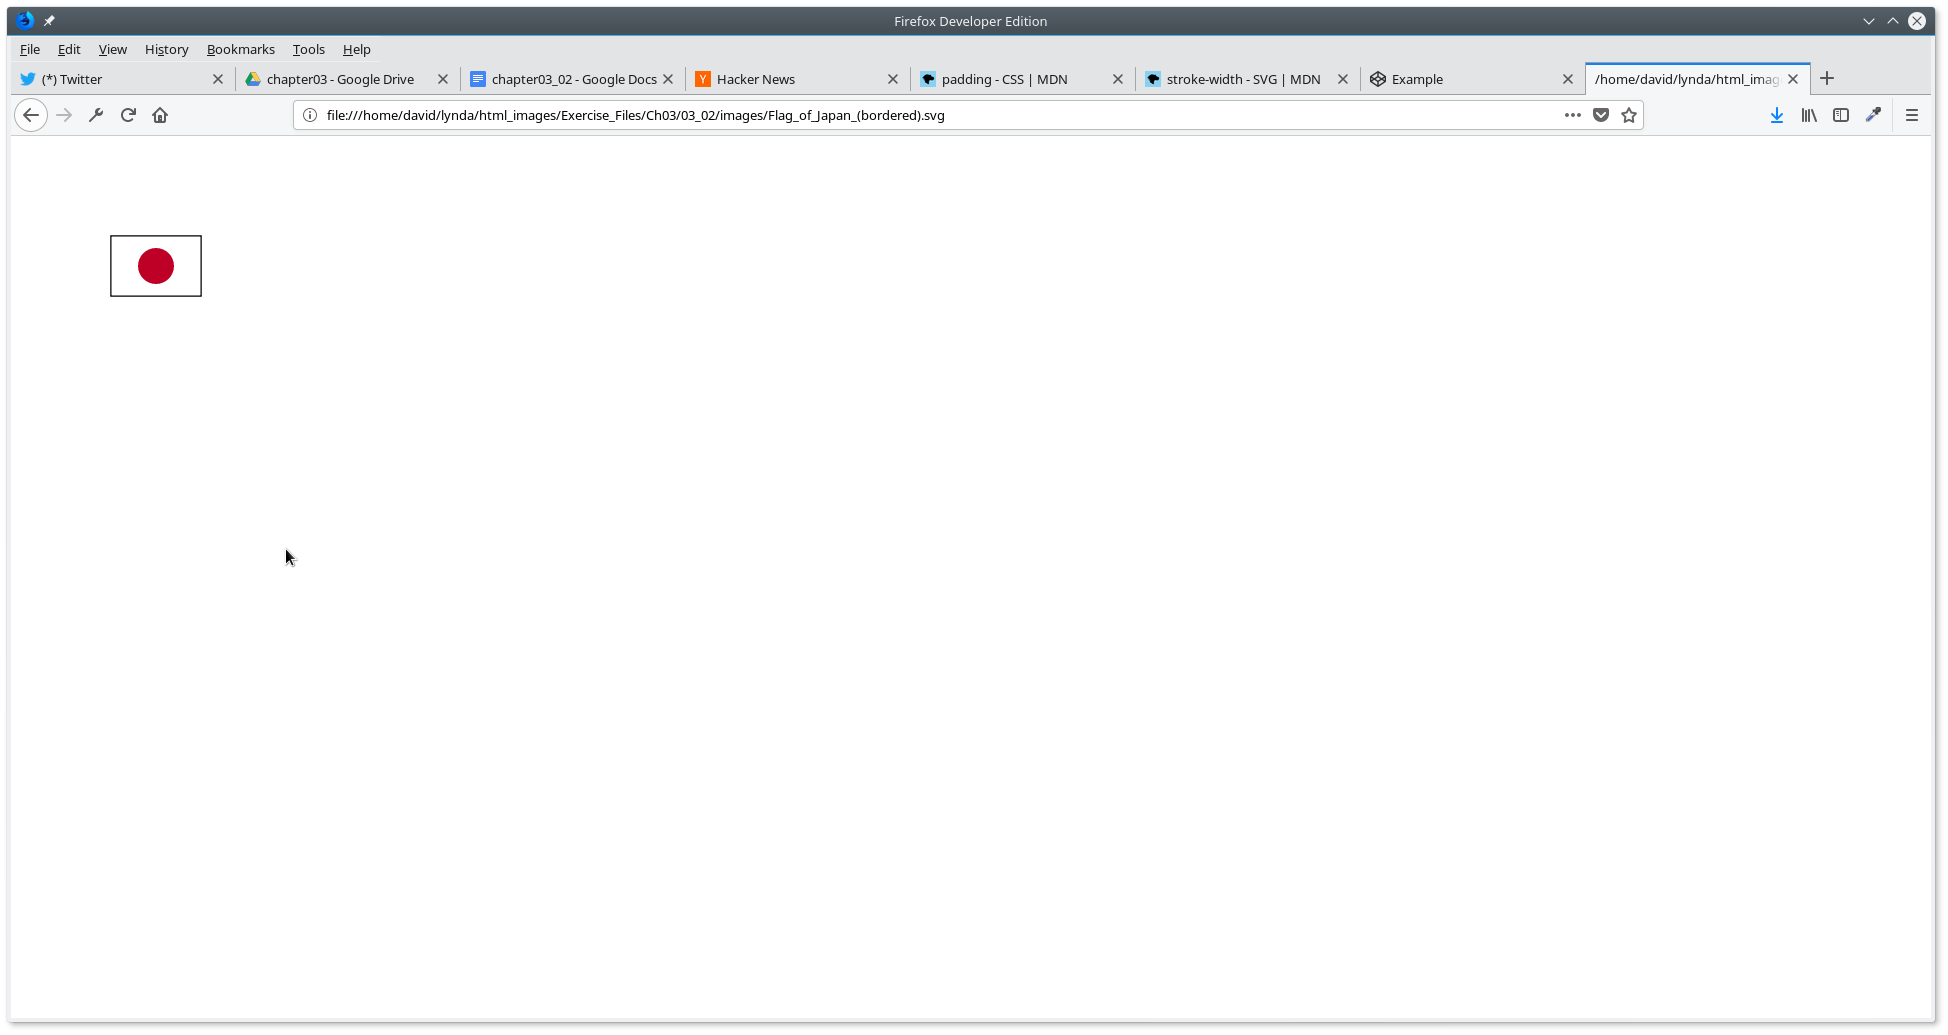 Firefox Developer Edition
File Edit View History Bookmarks Tools Help
(*) Twitter chapter03 - Google Drive chapter03_02 - Google Docs Hacker News padding - CSS | MDN stroke-width - SVG | MDN Example /home/david/lynda/html_imag
file:///home/david/lynda/html_images/Exercise_Files/Ch03/03_02/images/Flag_of_Japan_(bordered).svg